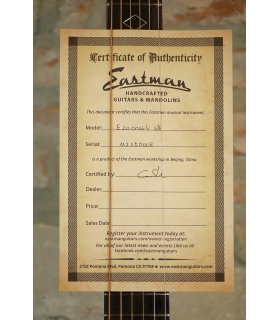 Certificate of Authenticity
Eastman
HANDCRAFTED
GUITARS & MANDOLINS
This document certifies that this Eastman musical instrument.
Model:
Serial:
is a product of the Eastman workshop in Beijing, China.
Certified By:
Dealer:
Price:
Sales Date:
Register your instrument today at:
eastmanguitars.com/owner-registration
For all of our latest news and events like us at:
facebook.com/eastmanguitars
2158 Pomona Blvd, Pomona CA 91768 • www.eastmanguitars.com